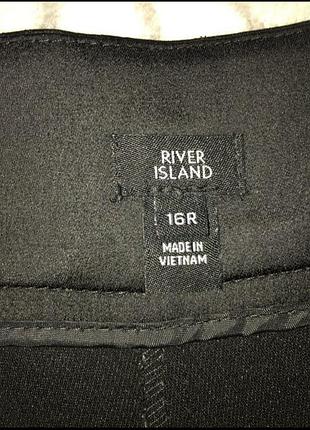 RIVER
ISLAND
16R
MADE IN
VIETNAM